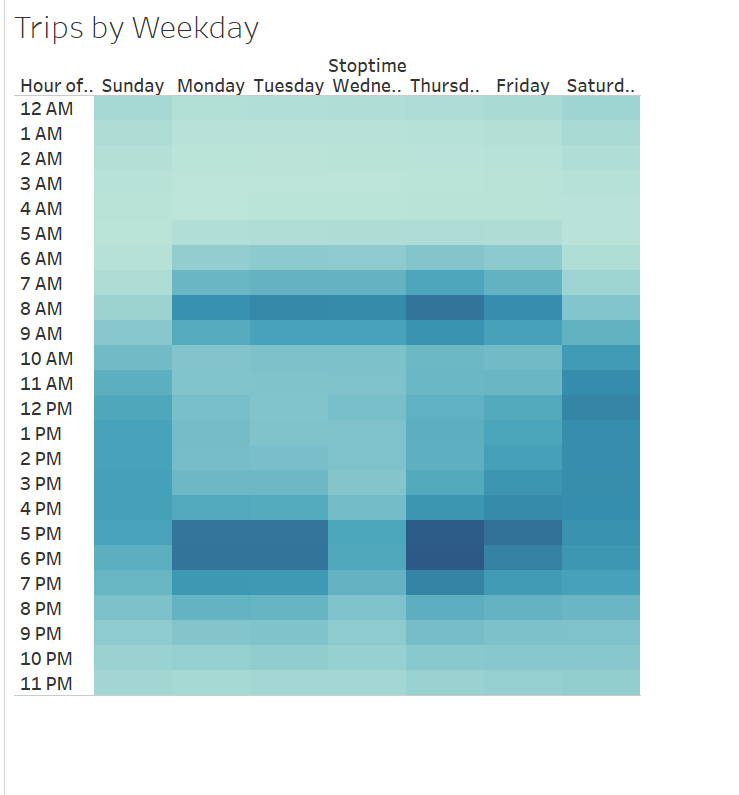 Trips by Weekday
Stoptime
Hour of.. Sunday Monday Tuesday Wedne.. Thursd.. Friday Saturd..
12 AM
1 AM
2 AM
3 AM
4 AM
5 AM
6 AM
7 AM
8 AM
9 AM
10 AM
11 AM
12 PM
1 PM
2 PM
3 PM
4 PM
5 PM
6 PM
7 PM
8 PM
9 PM
10 PM
11 PM